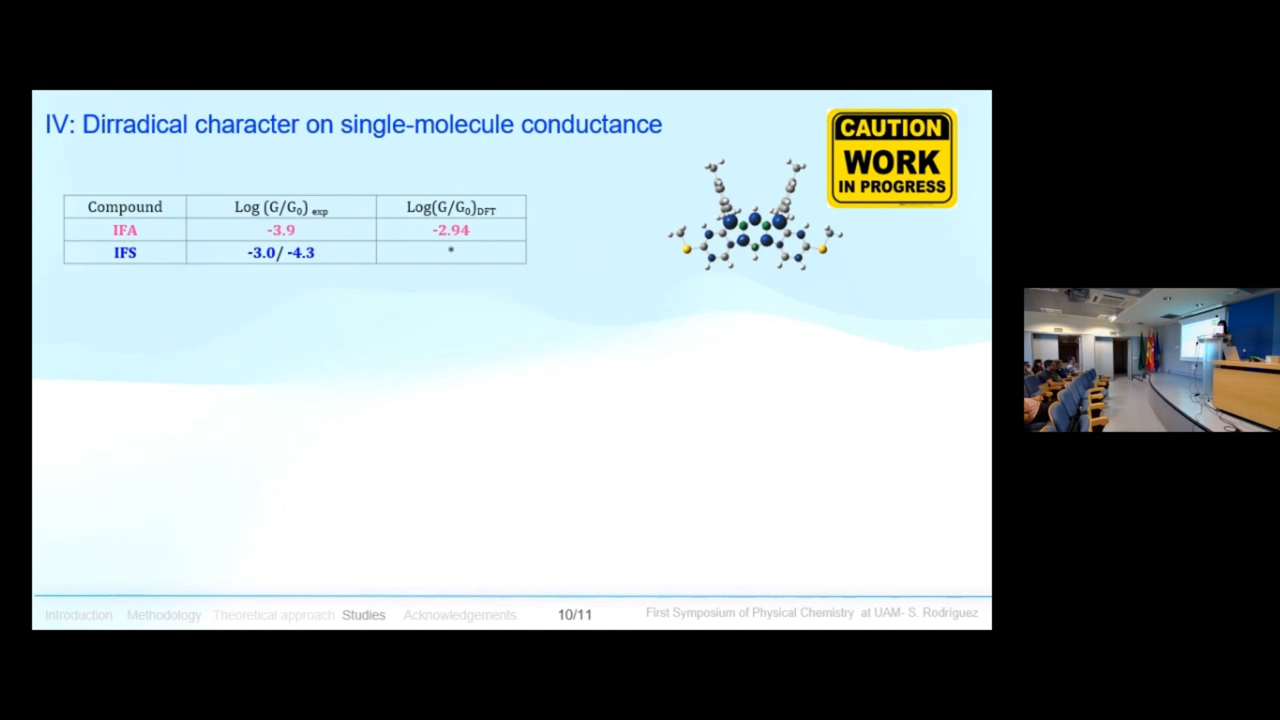 IV: Dirradical character on single-molecule conductance
CAUTION
WORK
IN PROGRESS
Compound Log (G/G₀) exp Log(G/G₀)DFT
IFA -3.9 -2.94
IFS -3.0/ -4.3 *
Introduction Methodology Theoretical approach Studies Acknowledgements 10/11 First Symposium of Physical Chemistry at UAM- S. Rodríguez